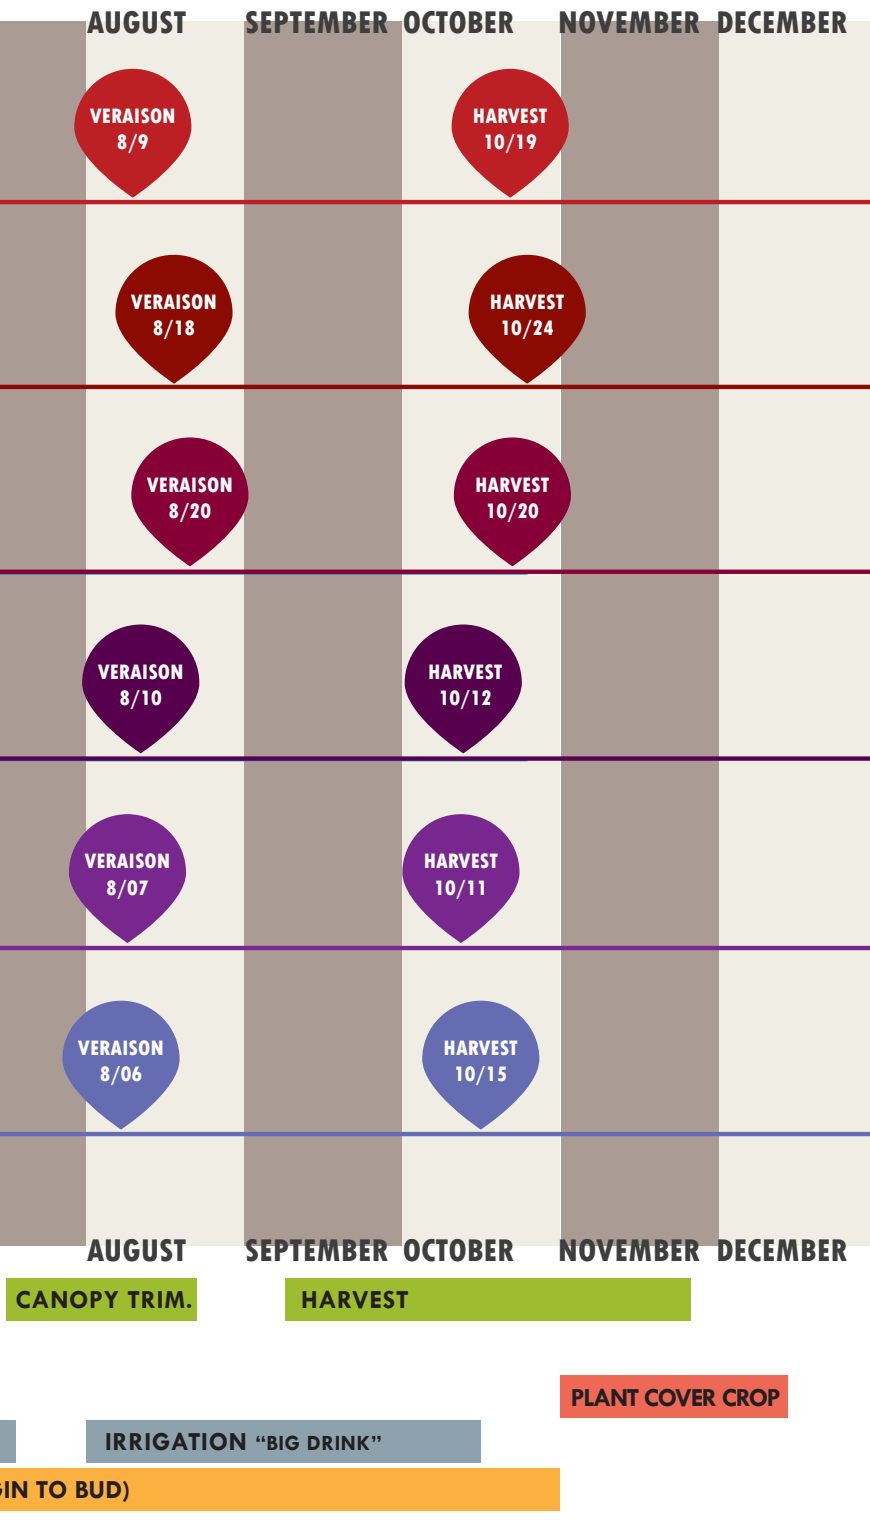 AUGUST SEPTEMBER OCTOBER NOVEMBER DECEMBER
VERAISON HARVEST
8/9 10/19
VERAISON HARVEST
8/18 10/24
VERAISON HARVEST
8/20 10/20
VERAISON HARVEST
8/10 10/12
VERAISON HARVEST
8/07 10/11
VERAISON HARVEST
8/06 10/15
AUGUST SEPTEMBER OCTOBER NOVEMBER DECEMBER
CANOPY TRIM. HARVEST
PLANT COVER CROP
IRRIGATION “BIG DRINK”
IN TO BUD)